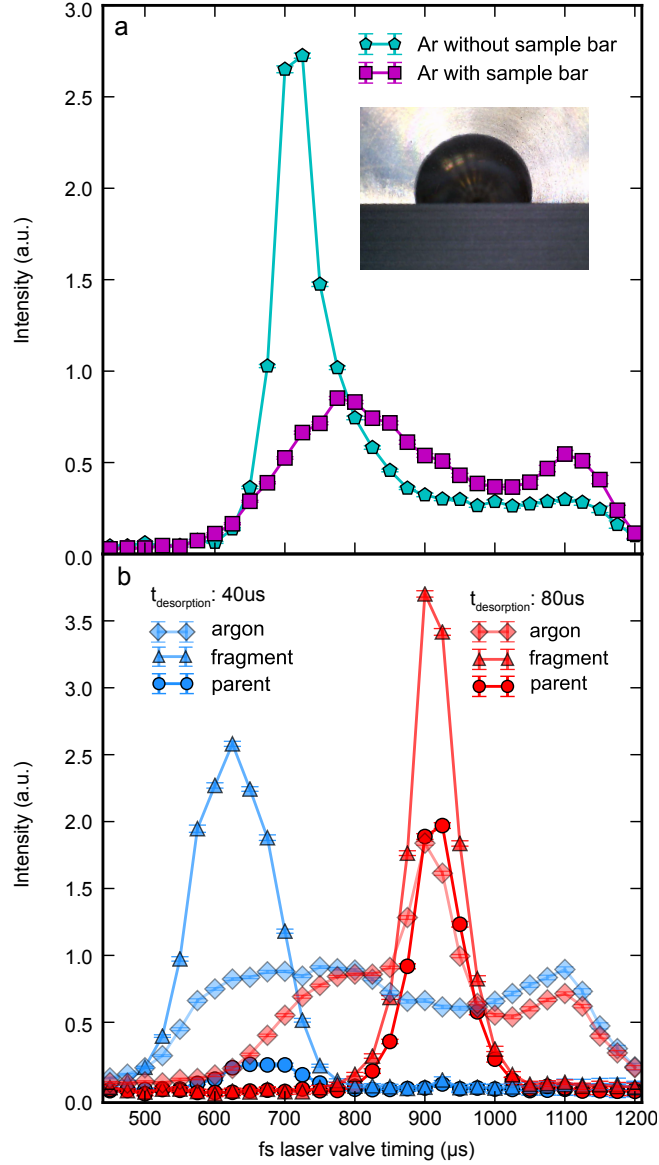 a
Ar without sample bar
Ar with sample bar
3.0
2.5
2.0
1.5
1.0
0.5
0.0
Intensity (a.u.)
b
t_desorption: 40us
argon
fragment
parent
t_desorption: 80us
argon
fragment
parent
3.5
3.0
2.5
2.0
1.5
1.0
0.5
0.0
Intensity (a.u.)
500 600 700 800 900 1000 1100 1200
fs laser valve timing (μs)